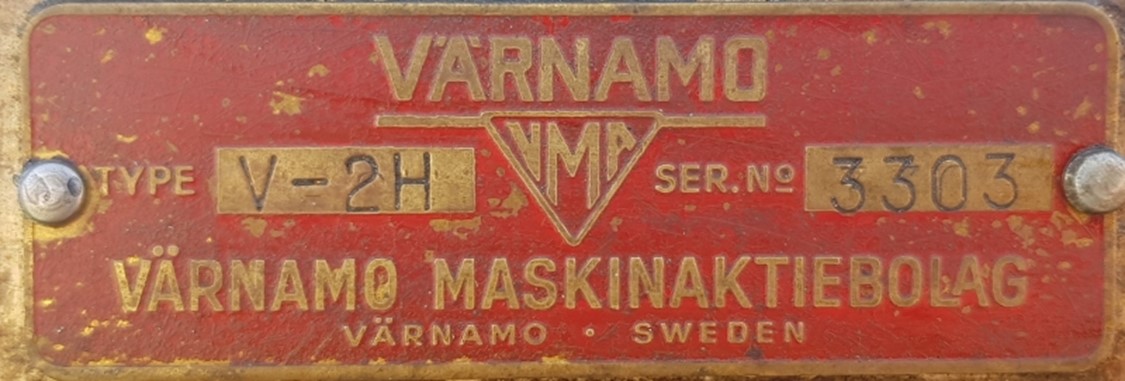 VÄRNAMO
VMA
TYPE V-2H SER. Nº 3303
VÄRNAMO MASKINAKTIEBOLAG
VÄRNAMO · SWEDEN